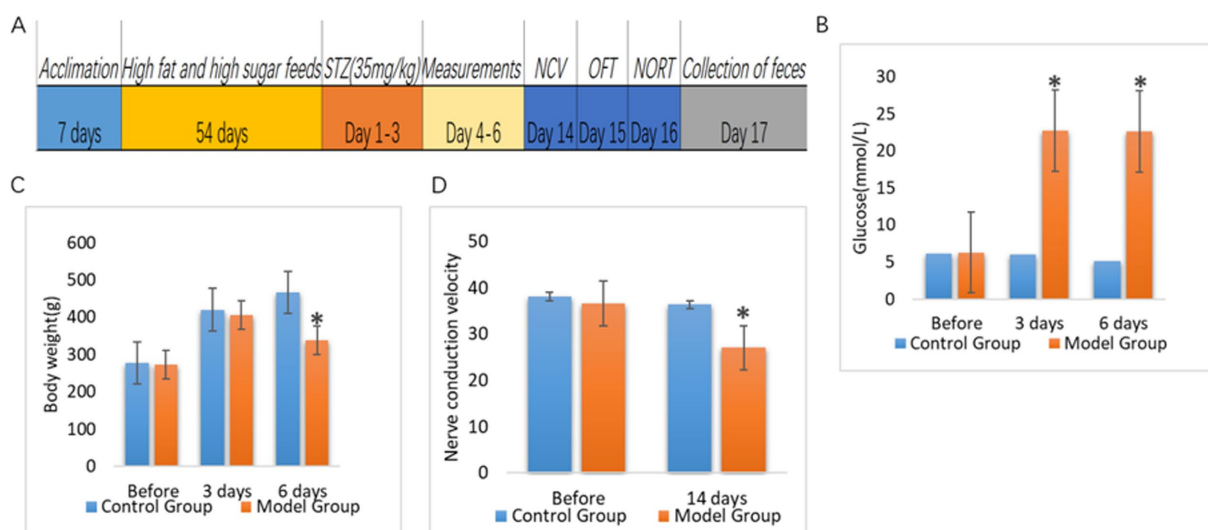 A
Acclimation High fat and high sugar feeds STZ(35mg/kg) Measurements NCV OFT NORT Collection of feces
7 days 54 days Day 1-3 Day 4-6 Day 14 Day 15 Day 16 Day 17
B
Glucose(mmol/L)
30
25
20
15
10
5
0
* *
Before 3 days 6 days
Control Group Model Group
C
Body weight(g)
600
500
400
300
200
100
0
*
Before 3 days 6 days
Control Group Model Group
D
Nerve conduction velocity
50
40
30
20
10
0
*
Before 14 days
Control Group Model Group